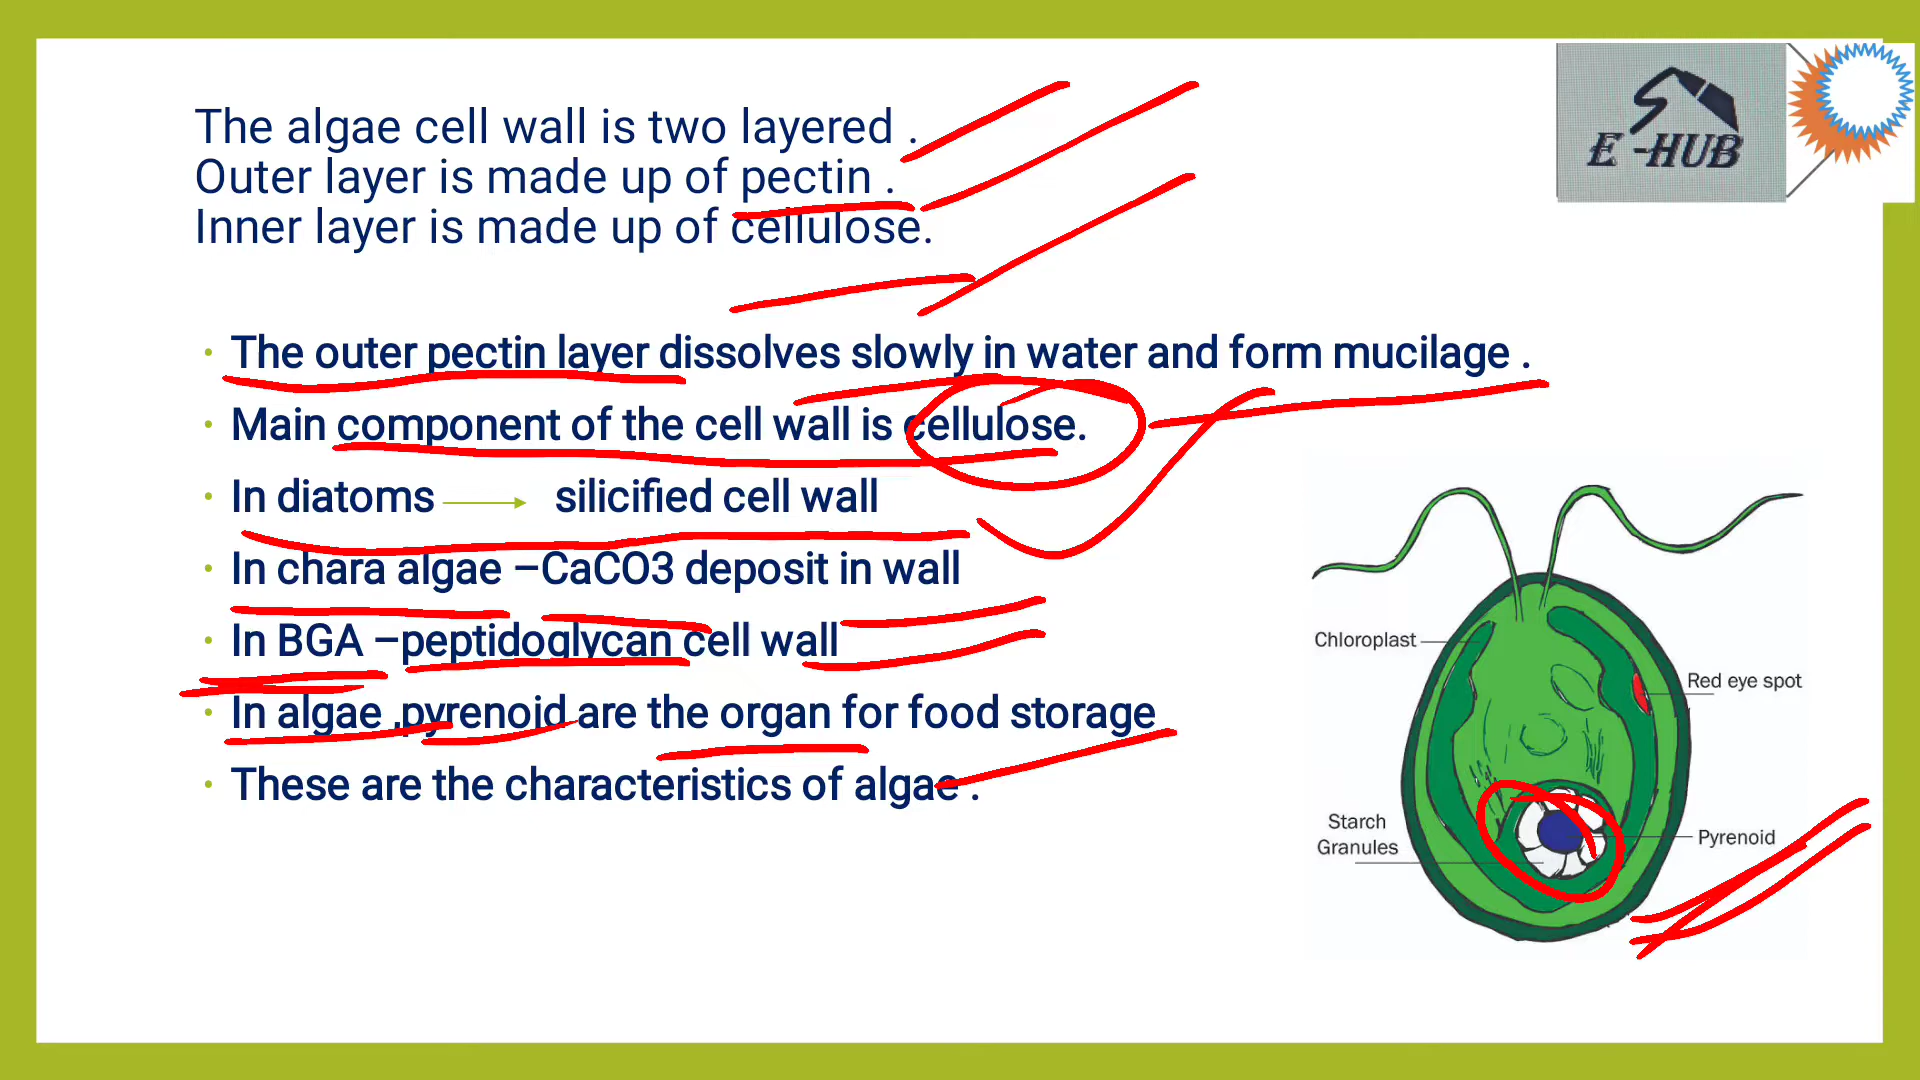 The algae cell wall is two layered .
Outer layer is made up of pectin .
Inner layer is made up of cellulose.
E -HUB
• The outer pectin layer dissolves slowly in water and form mucilage .
• Main component of the cell wall is cellulose.
• In diatoms → silicified cell wall
• In chara algae –CaCO3 deposit in wall
• In BGA –peptidoglycan cell wall
• In algae ,pyrenoid are the organ for food storage
• These are the characteristics of algae .
Chloroplast
Red eye spot
Starch
Granules
Pyrenoid